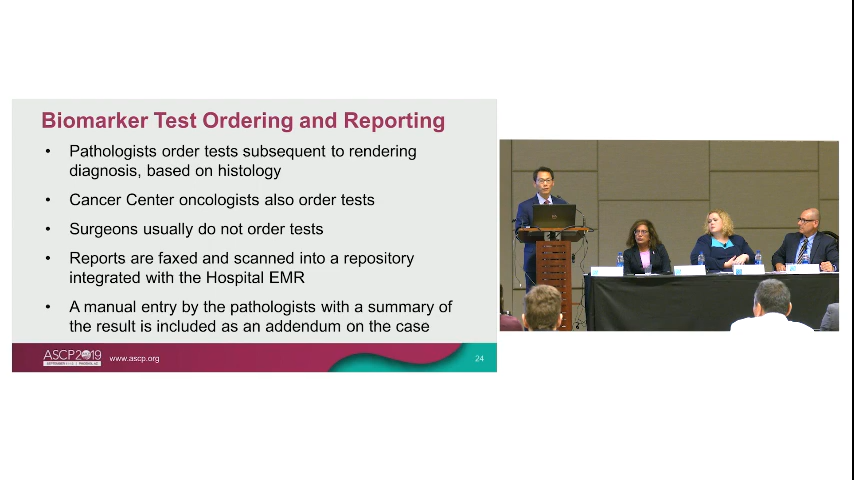 Biomarker Test Ordering and Reporting
• Pathologists order tests subsequent to rendering
diagnosis, based on histology
• Cancer Center oncologists also order tests
• Surgeons usually do not order tests
• Reports are faxed and scanned into a repository
integrated with the Hospital EMR
• A manual entry by the pathologists with a summary of
the result is included as an addendum on the case
ASCP2019
www.ascp.org
24